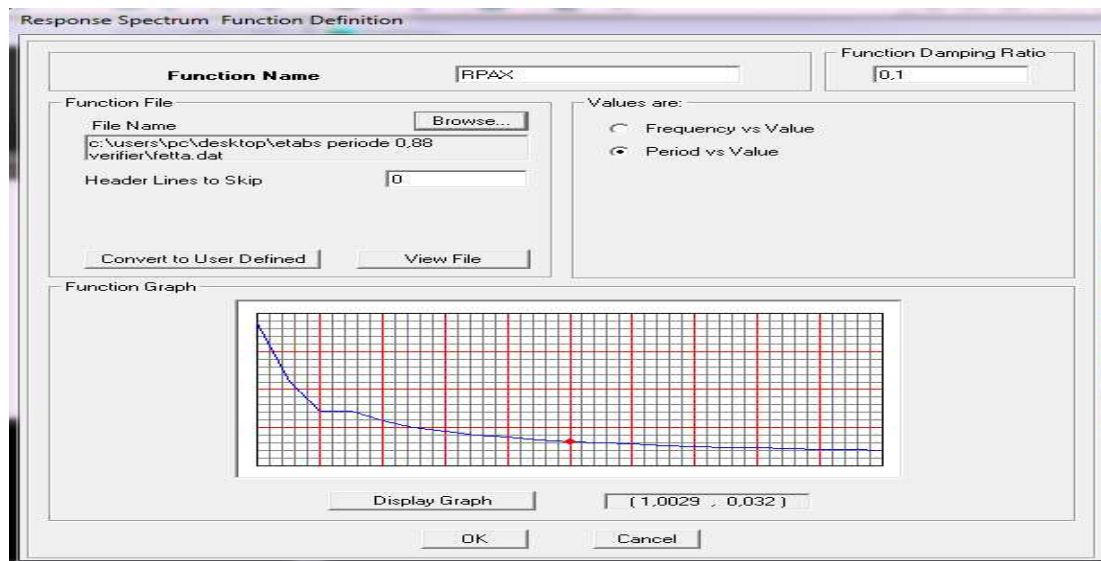 Response Spectrum Function Definition
Function Name RPAX
Function Damping Ratio
0,1
Function File
File Name Browse...
c:\users\pc\desktop\etabs periode 0,88
verifier\fetta.dat
Header Lines to Skip 0
Convert to User Defined View File
Values are:
Frequency vs Value
Period vs Value
Function Graph
Display Graph ( 1,0029 , 0,032 )
OK Cancel